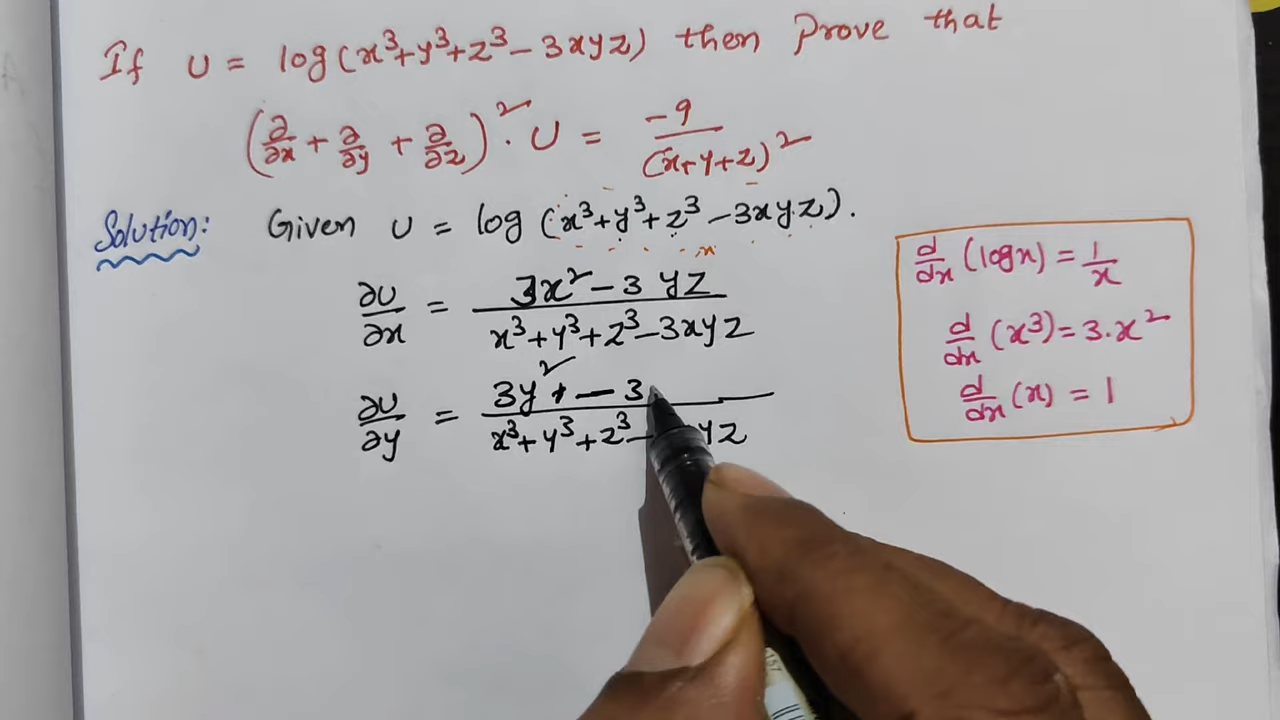 If U = log(x³+y³+z³-3xyz) then Prove that
(∂/∂x + ∂/∂y + ∂/∂z)² . U = -9/(x+y+z)²
Solution: Given U = log (x³+y³+z³-3xyz).
∂U/∂x = 3x²-3yz / x³+y³+z³-3xyz
∂U/∂y = 3y² - 3 / x³+y³+z³- yz
d/dx (logx) = 1/x
d/dx (x³) = 3.x²
d/dx (x) = 1